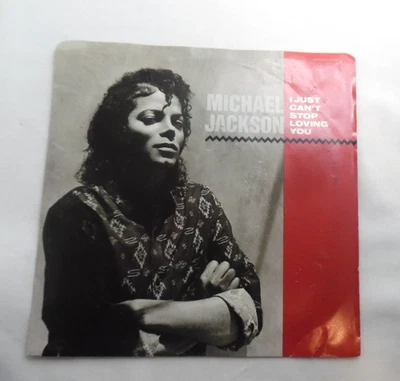 MICHAEL
JACKSON
I JUST
CAN'T
STOP
LOVING
YOU